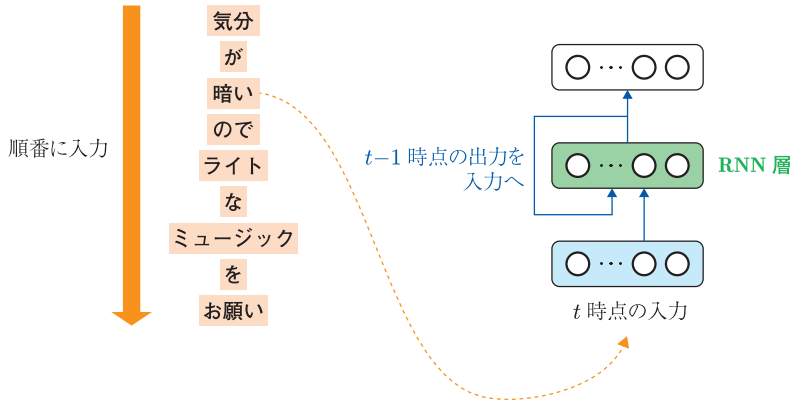 順番に入力
気分
が
暗い
ので
ライト
な
ミュージック
を
お願い
t−1 時点の出力を
入力へ
RNN 層
t 時点の入力